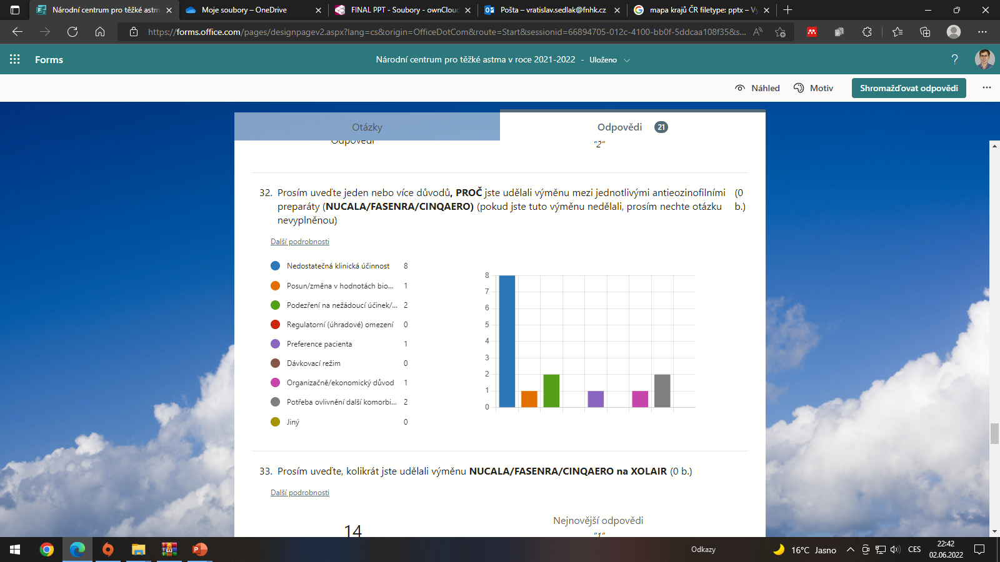 Národní centrum pro těžké astma
Moje soubory – OneDrive
FINAL PPT - Soubory - ownCloud
Pošta – vratislav.sedlak@fnhk.cz
mapa krajů ČR filetype: pptx – Vy
https://forms.office.com/pages/designpagev2.aspx?lang=cs&origin=OfficeDotCom&route=Start&sessionid=66894705-012c-4100-bb0f-5ddcaa108f35&s...
Forms
Národní centrum pro těžké astma v roce 2021-2022 - Uloženo
?
Náhled
Motiv
Shromažďovat odpovědi
Otázky
Odpovědi 21
Odpovědi
"2"
32. Prosím uveďte jeden nebo více důvodů, PROČ jste udělali výměnu mezi jednotlivými antieozinofilními (0
preparáty (NUCALA/FASENRA/CINQAERO) (pokud jste tuto výměnu nedělali, prosím nechte otázku b.)
nevyplněnou)
Další podrobnosti
Nedostatečná klinická účinnost 8
Posun/změna v hodnotách bio... 1
Podezření na nežádoucí účinek/... 2
Regulatorní (úhradové) omezení 0
Preference pacienta 1
Dávkovací režim 0
Organizačně/ekonomický důvod 1
Potřeba ovlivnění další komorbi... 2
Jiný 0
8
7
6
5
4
3
2
1
0
33. Prosím uveďte, kolikrát jste udělali výměnu NUCALA/FASENRA/CINQAERO na XOLAIR (0 b.)
Další podrobnosti
14
Nejnovější odpovědi
"1"
Odkazy
16°C Jasno
CES
22:42
02.06.2022